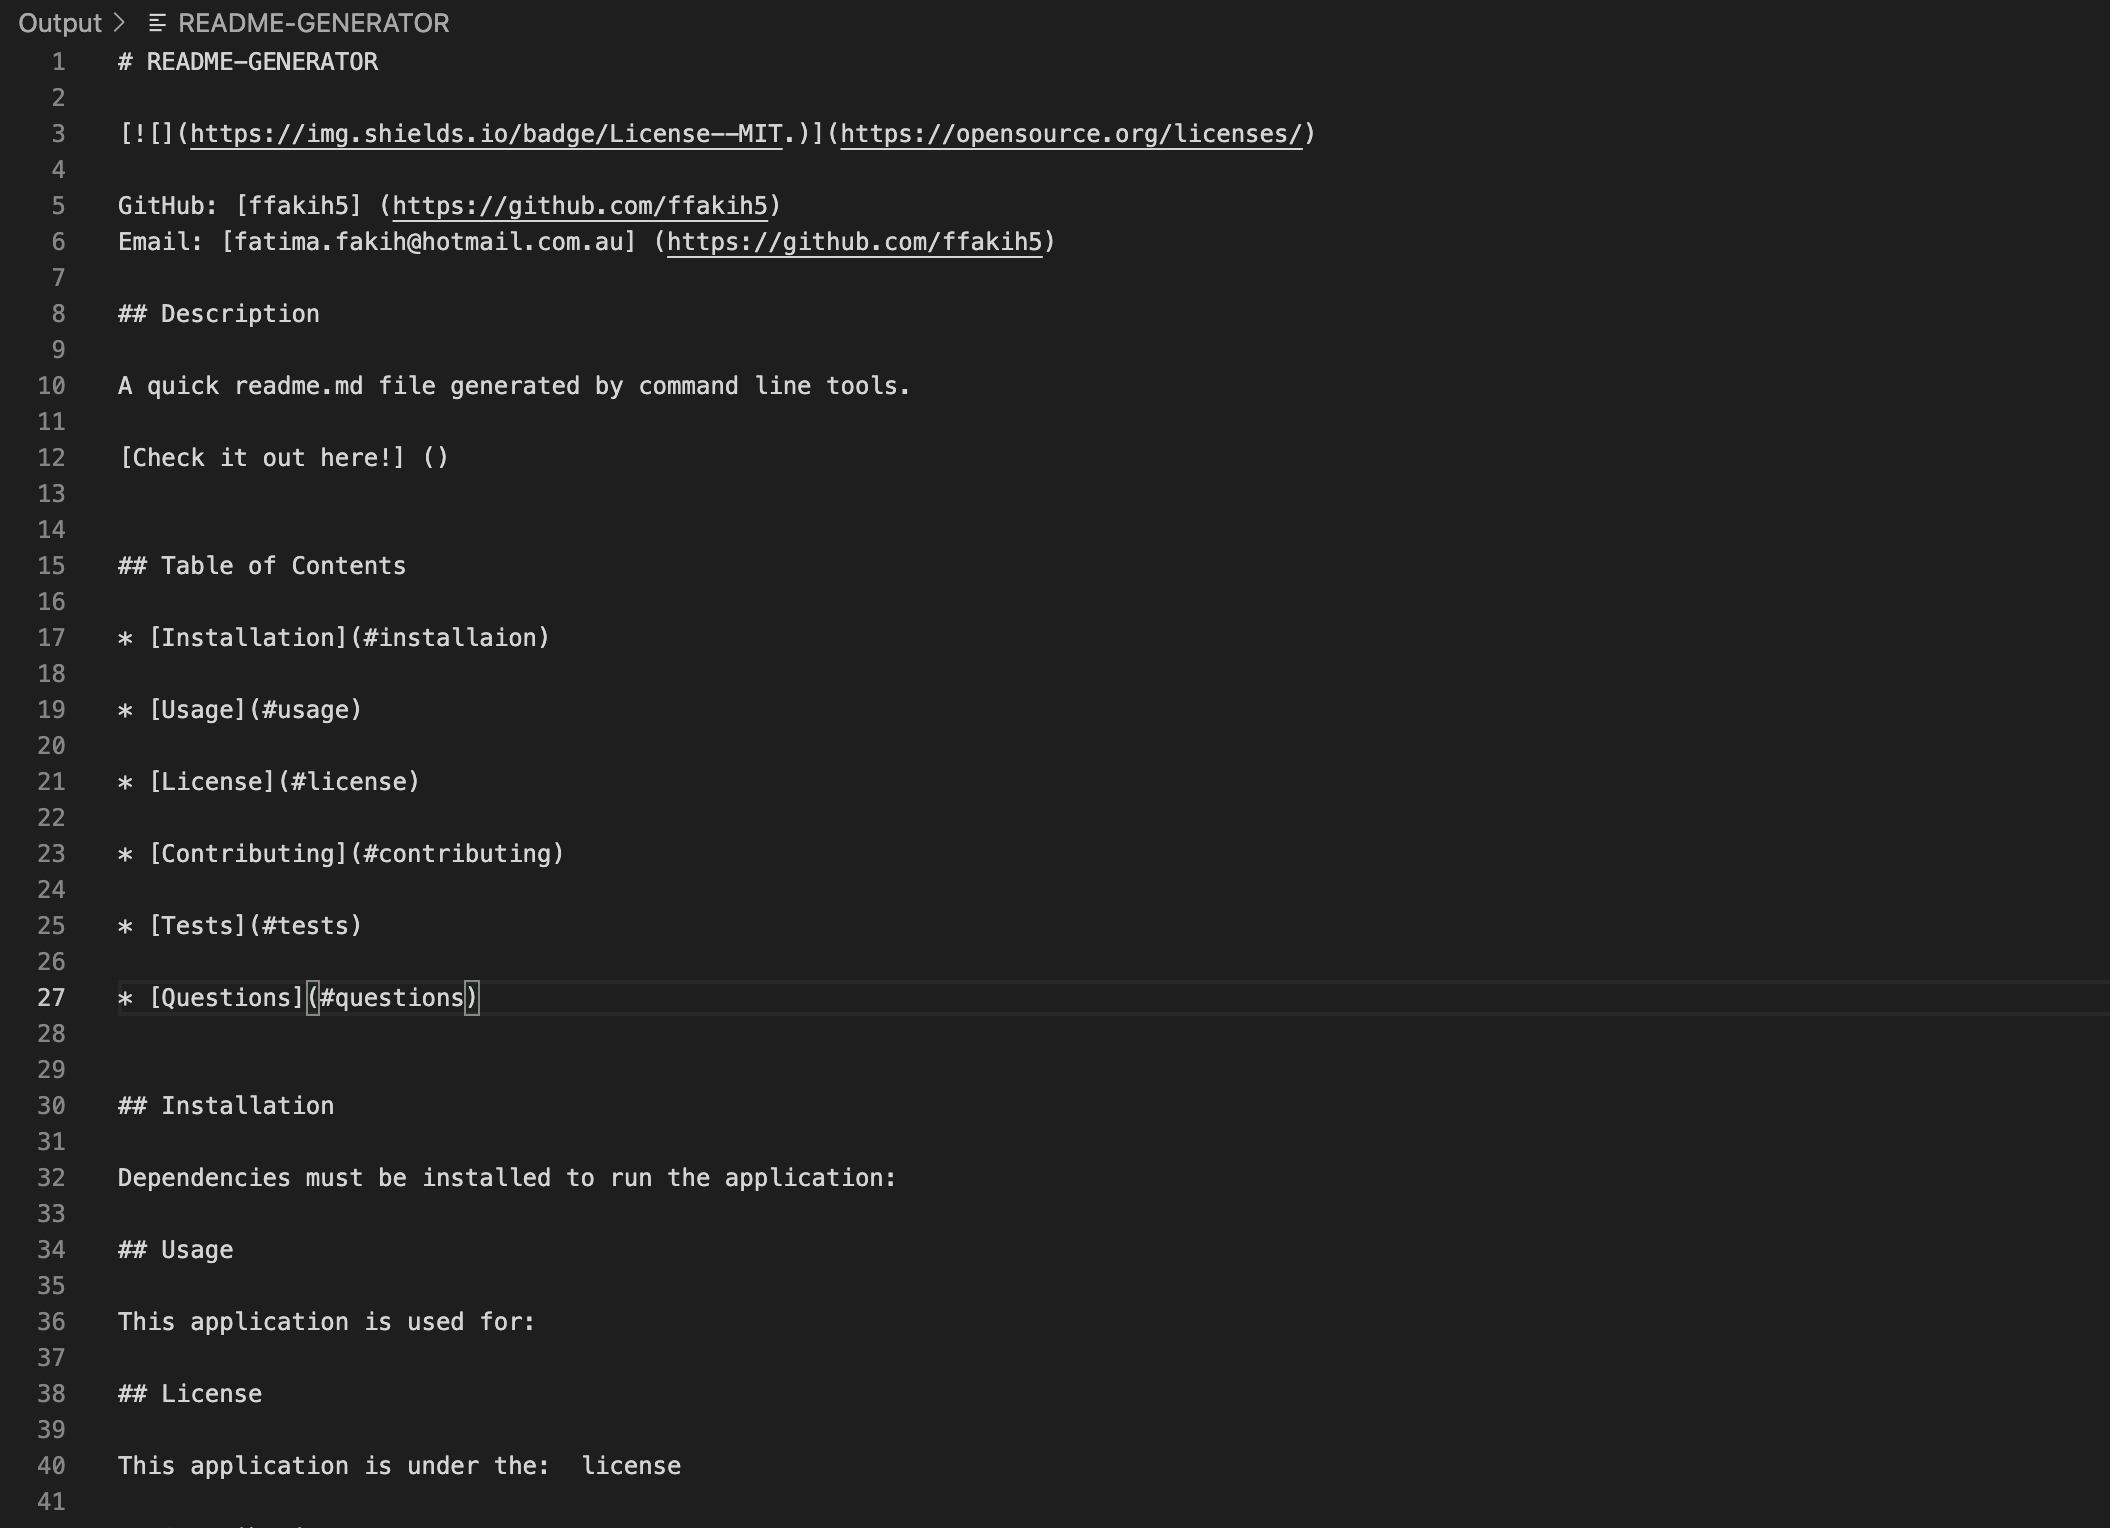 Output > README-GENERATOR
1 # README-GENERATOR
2
3 [![](https://img.shields.io/badge/License--MIT.)](https://opensource.org/licenses/)
4
5 GitHub: [ffakih5] (https://github.com/ffakih5)
6 Email: [fatima.fakih@hotmail.com.au] (https://github.com/ffakih5)
7
8 ## Description
9
10 A quick readme.md file generated by command line tools.
11
12 [Check it out here!] ()
13
14
15 ## Table of Contents
16
17 * [Installation](#installaion)
18
19 * [Usage](#usage)
20
21 * [License](#license)
22
23 * [Contributing](#contributing)
24
25 * [Tests](#tests)
26
27 * [Questions](#questions)
28
29
30 ## Installation
31
32 Dependencies must be installed to run the application:
33
34 ## Usage
35
36 This application is used for:
37
38 ## License
39
40 This application is under the:  license
41